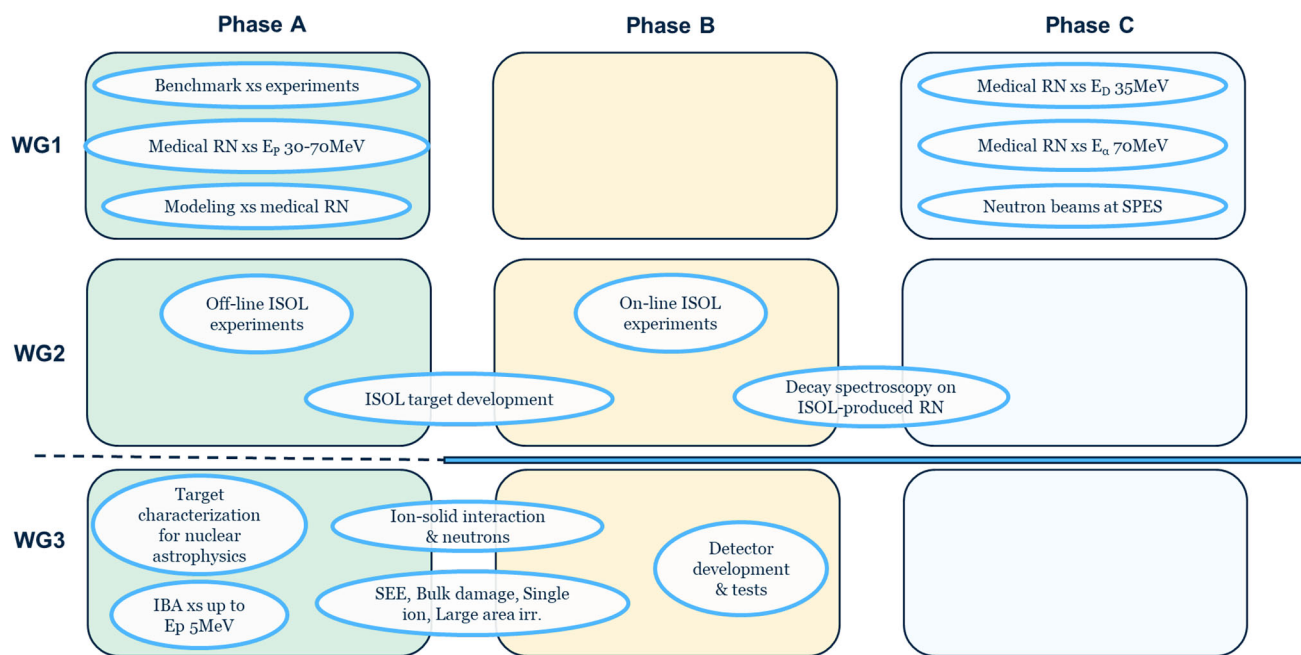 Phase A
Phase B
Phase C
WG1
Benchmark xs experiments
Medical RN xs E_P 30-70MeV
Modeling xs medical RN
Medical RN xs E_D 35MeV
Medical RN xs E_α 70MeV
Neutron beams at SPES
WG2
Off-line ISOL
experiments
On-line ISOL
experiments
ISOL target development
Decay spectroscopy on
ISOL-produced RN
WG3
Target
characterization
for nuclear
astrophysics
Ion-solid interaction
& neutrons
Detector
development
& tests
IBA xs up to
Ep 5MeV
SEE, Bulk damage, Single
ion, Large area irr.